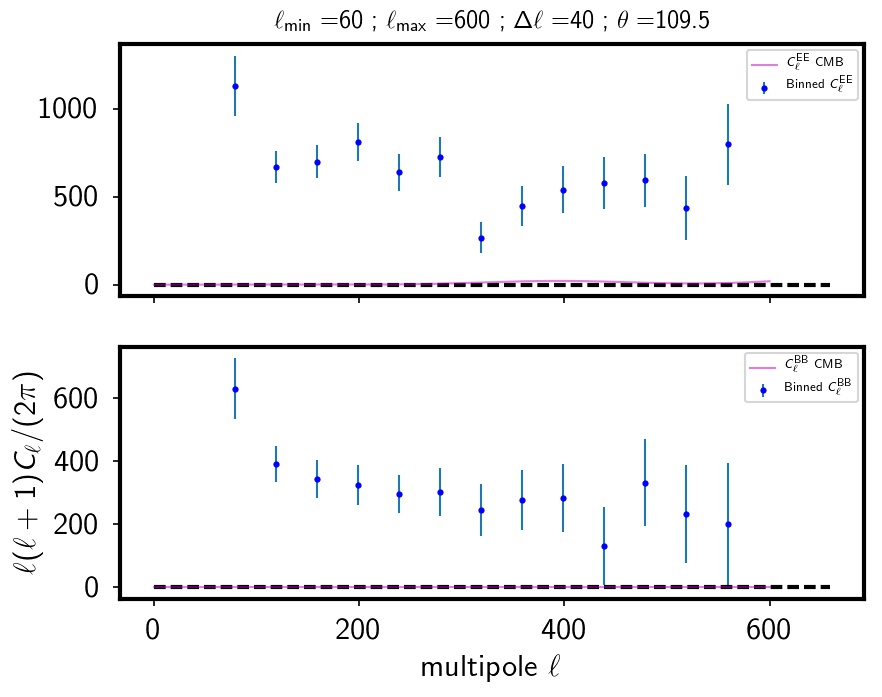 ℓmin =60 ; ℓmax =600 ; Δℓ =40 ; θ =109.5
CℓEE CMB
Binned CℓEE
1000
500
0
CℓBB CMB
Binned CℓBB
600
400
200
0
ℓ(ℓ + 1)Cℓ/(2π)
0 200 400 600
multipole ℓ